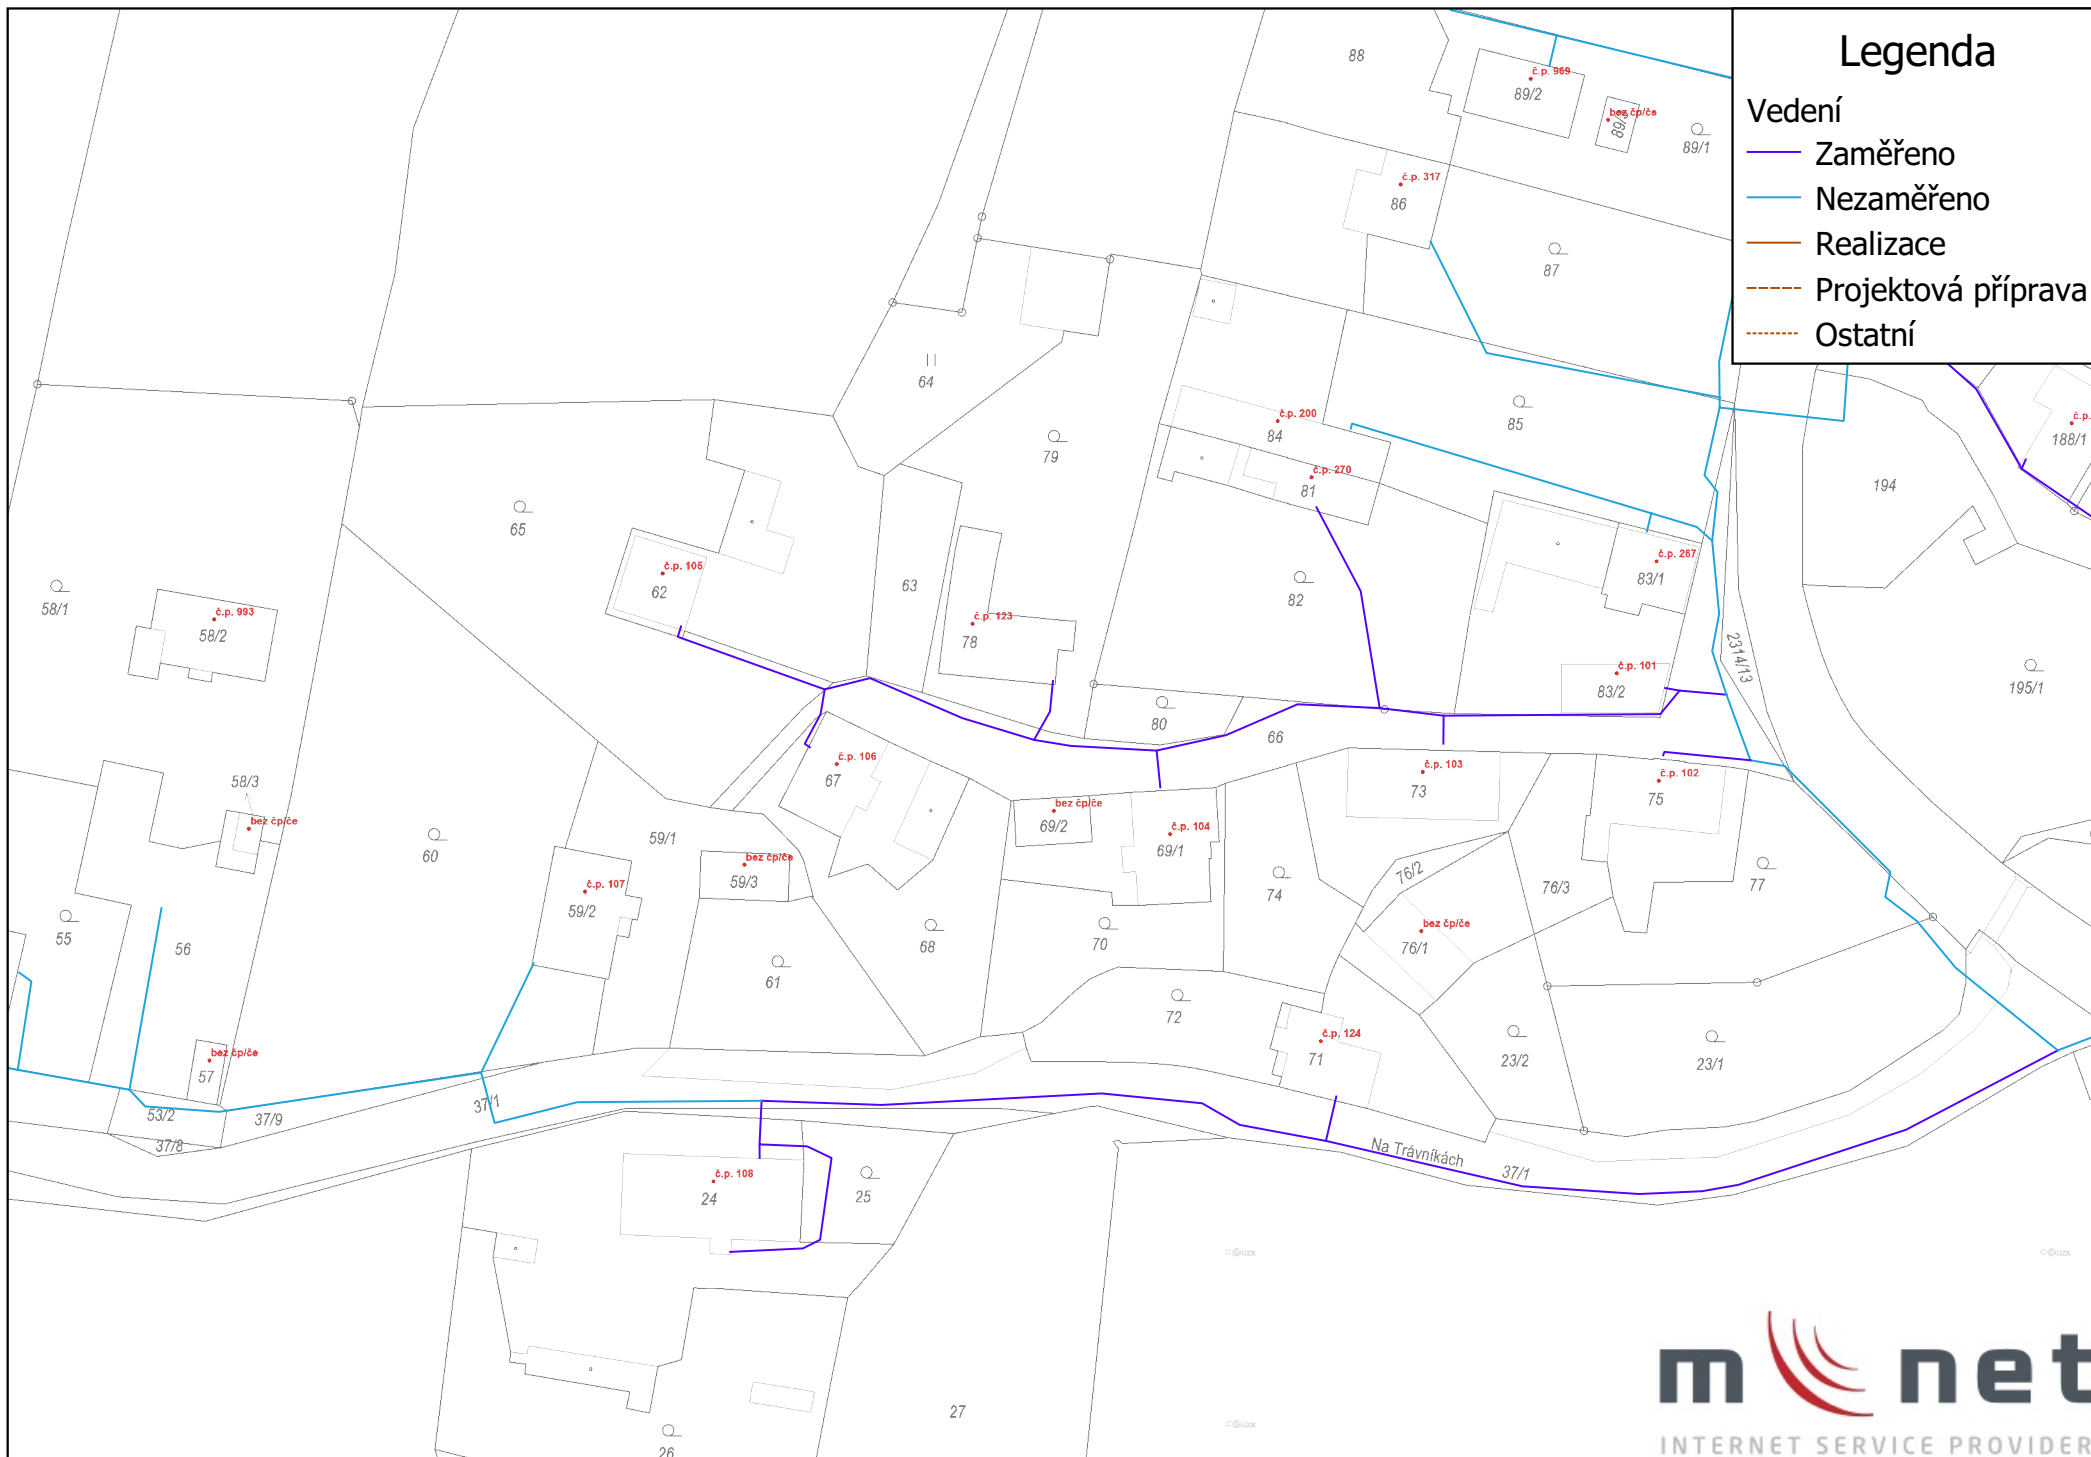 Legenda
Vedení
Zaměřeno
Nezaměřeno
Realizace
Projektová příprava
Ostatní
88
č.p. 969
89/2
bez čp/če
89/3
89/1
č.p. 317
86
87
64
č.p. 200
84
85
79
č.p. 270
81
č.p.
188/1
194
65
č.p. 105
62
63
č.p. 267
83/1
82
58/1
č.p. 993
58/2
č.p. 123
78
2314/13
č.p. 101
83/2
195/1
80
66
č.p. 106
67
č.p. 103
73
č.p. 102
75
58/3
bez čp/če
bez čp/če
69/2
č.p. 104
69/1
59/1
60
bez čp/če
59/3
č.p. 107
59/2
74
76/2
76/3
77
55
56
68
70
bez čp/če
76/1
61
72
č.p. 124
71
23/2
23/1
bez čp/če
57
53/2
37/9
37/1
37/8
Na Trávníkách
37/1
č.p. 108
24
25
27
26
© ČÚZK
© ČÚZK
© ČÚZK
m net
INTERNET SERVICE PROVIDER